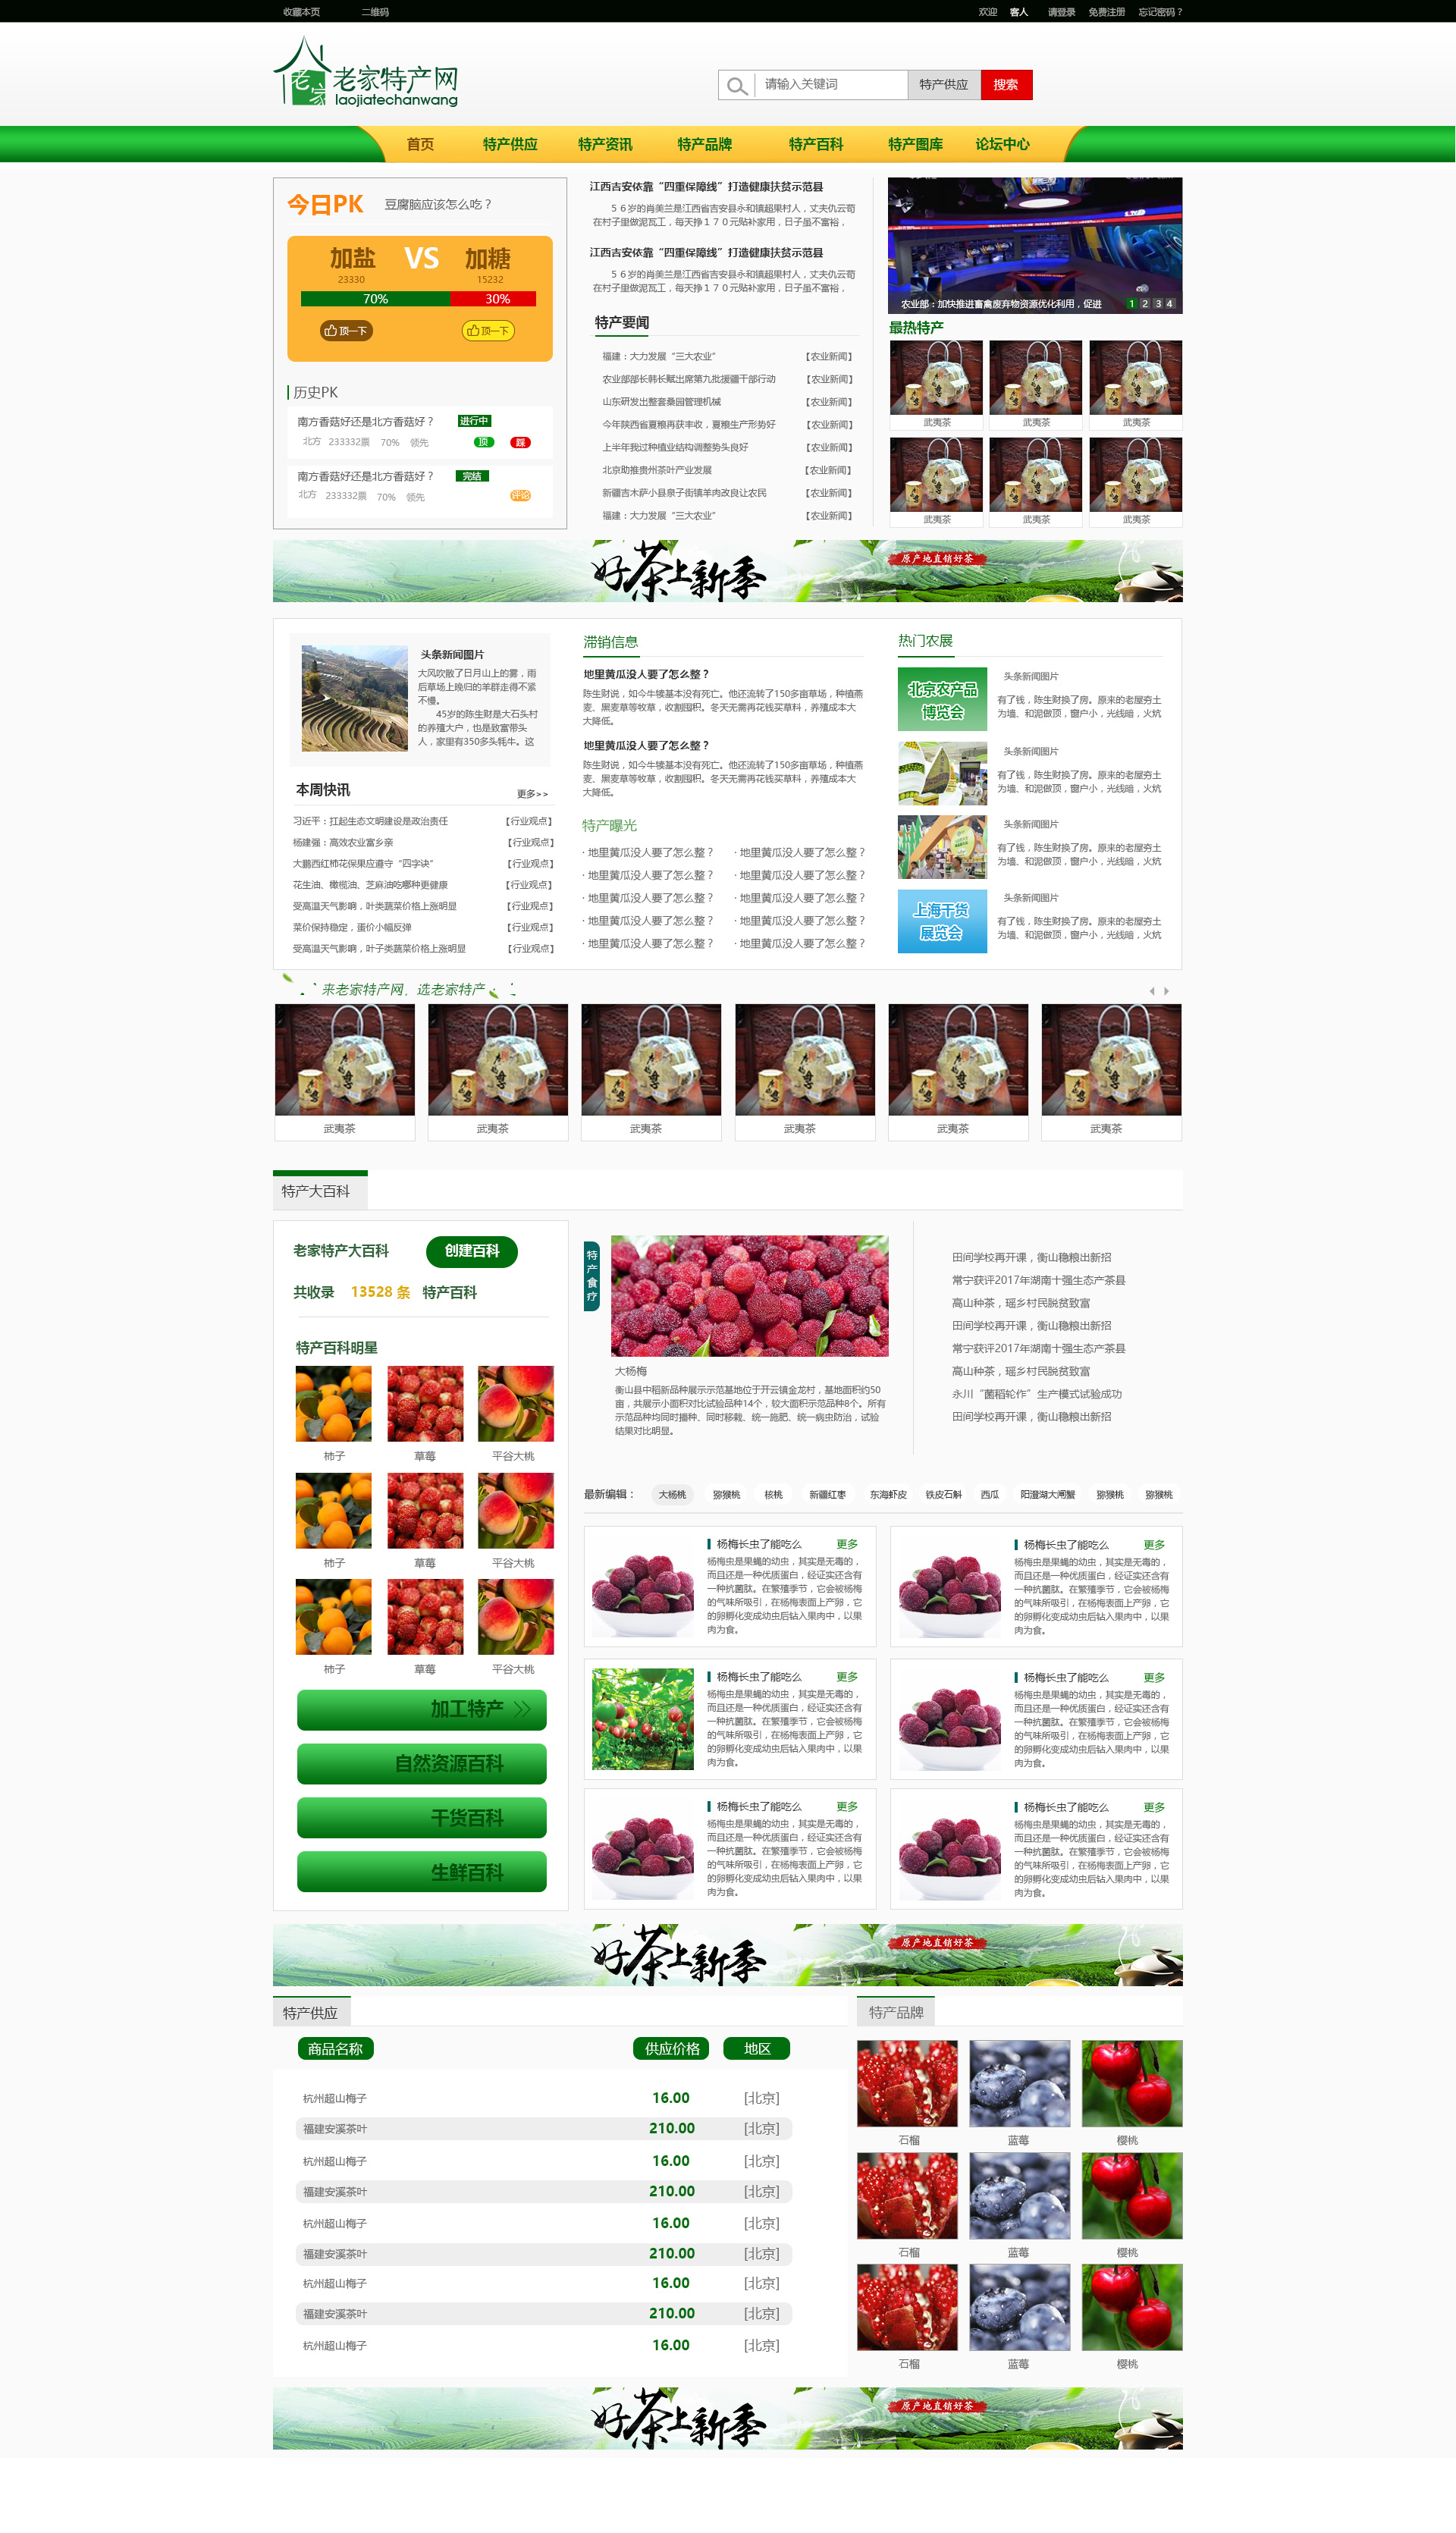 收藏本页 二维码 欢迎 客人 请登录 免费注册 忘记密码？
老家特产网
laojiatechanwang
请输入关键词 特产供应 搜索
首页 特产供应 特产资讯 特产品牌 特产百科 特产图库 论坛中心
今日PK 豆腐脑应该怎么吃？
加盐 VS 加糖
23330 15232
70% 30%
顶一下 顶一下
历史PK
南方香菇好还是北方香菇好？ 进行中
北方 233332票 70% 领先 顶 踩
南方香菇好还是北方香菇好？ 完结
北方 233332票 70% 领先 评论
江西吉安依靠“四重保障线”打造健康扶贫示范县
５６岁的肖美兰是江西省吉安县永和镇超果村人，丈夫仇云苟
在村子里做泥瓦工，每天挣１７０元贴补家用，日子虽不富裕，
江西吉安依靠“四重保障线”打造健康扶贫示范县
５６岁的肖美兰是江西省吉安县永和镇超果村人，丈夫仇云苟
在村子里做泥瓦工，每天挣１７０元贴补家用，日子虽不富裕，
特产要闻
福建：大力发展“三大农业” 【农业新闻】
农业部部长韩长赋出席第九批援疆干部行动 【农业新闻】
山东研发出整套桑园管理机械 【农业新闻】
今年陕西省夏粮再获丰收，夏粮生产形势好 【农业新闻】
上半年我过种植业结构调整势头良好 【农业新闻】
北京助推贵州茶叶产业发展 【农业新闻】
新疆吉木萨小县泉子街镇羊肉改良让农民 【农业新闻】
福建：大力发展“三大农业” 【农业新闻】
农业部：加快推进畜禽废弃物资源优化利用，促进 1 2 3 4
最热特产
武夷茶 武夷茶 武夷茶
武夷茶 武夷茶 武夷茶
好茶上新季 原产地直销好茶
头条新闻图片
大风吹散了日月山上的雾，雨
后草场上晚归的羊群走得不紧
不慢。
45岁的陈生财是大石头村
的养殖大户，也是致富带头
人，家里有350多头牦牛。这
本周快讯 更多>>
习近平：扛起生态文明建设是政治责任 【行业观点】
杨建强：高效农业富乡亲 【行业观点】
大鹏西红柿花保果应遵守“四字诀” 【行业观点】
花生油、橄榄油、芝麻油吃哪种更健康 【行业观点】
受高温天气影响，叶类蔬菜价格上涨明显 【行业观点】
菜价保持稳定，蛋价小幅反弹 【行业观点】
受高温天气影响，叶子类蔬菜价格上涨明显 【行业观点】
滞销信息
地里黄瓜没人要了怎么整？
陈生财说，如今牛犊基本没有死亡。他还流转了150多亩草场，种植燕
麦、黑麦草等牧草，收割囤积。冬天无需再花钱买草料，养殖成本大
大降低。
地里黄瓜没人要了怎么整？
陈生财说，如今牛犊基本没有死亡。他还流转了150多亩草场，种植燕
麦、黑麦草等牧草，收割囤积。冬天无需再花钱买草料，养殖成本大
大降低。
特产曝光
· 地里黄瓜没人要了怎么整？ · 地里黄瓜没人要了怎么整？
· 地里黄瓜没人要了怎么整？ · 地里黄瓜没人要了怎么整？
· 地里黄瓜没人要了怎么整？ · 地里黄瓜没人要了怎么整？
· 地里黄瓜没人要了怎么整？ · 地里黄瓜没人要了怎么整？
· 地里黄瓜没人要了怎么整？ · 地里黄瓜没人要了怎么整？
热门农展
北京农产品
博览会
头条新闻图片
有了钱，陈生财换了房。原来的老屋夯土
为墙、和泥做顶，窗户小，光线暗，火炕
头条新闻图片
有了钱，陈生财换了房。原来的老屋夯土
为墙、和泥做顶，窗户小，光线暗，火炕
头条新闻图片
有了钱，陈生财换了房。原来的老屋夯土
为墙、和泥做顶，窗户小，光线暗，火炕
上海干货
展览会
头条新闻图片
有了钱，陈生财换了房。原来的老屋夯土
为墙、和泥做顶，窗户小，光线暗，火炕
来老家特产网，选老家特产
武夷茶 武夷茶 武夷茶 武夷茶 武夷茶 武夷茶
特产大百科
老家特产大百科 创建百科
共收录 13528 条 特产百科
特产百科明星
柿子 草莓 平谷大桃
柿子 草莓 平谷大桃
柿子 草莓 平谷大桃
加工特产
自然资源百科
干货百科
生鲜百科
特产食疗
大杨梅
衡山县中稻新品种展示示范基地位于开云镇金龙村，基地面积约50
亩，共展示小面积对比试验品种14个，较大面积示范品种8个。所有
示范品种均同时播种、同时移栽、统一施肥、统一病虫防治，试验
结果对比明显。
田间学校再开课，衡山稳粮出新招
常宁获评2017年湖南十强生态产茶县
高山种茶，瑶乡村民脱贫致富
田间学校再开课，衡山稳粮出新招
常宁获评2017年湖南十强生态产茶县
高山种茶，瑶乡村民脱贫致富
永川“菌稻轮作”生产模式试验成功
田间学校再开课，衡山稳粮出新招
最新编辑： 大杨桃 猕猴桃 核桃 新疆红枣 东海虾皮 铁皮石斛 西瓜 阳澄湖大闸蟹 猕猴桃 猕猴桃
杨梅长虫了能吃么 更多
杨梅虫是果蝇的幼虫，其实是无毒的，
而且还是一种优质蛋白，经证实还含有
一种抗菌肽。在繁殖季节，它会被杨梅
的气味所吸引，在杨梅表面上产卵，它
的卵孵化变成幼虫后钻入果肉中，以果
肉为食。
杨梅长虫了能吃么 更多
杨梅虫是果蝇的幼虫，其实是无毒的，
而且还是一种优质蛋白，经证实还含有
一种抗菌肽。在繁殖季节，它会被杨梅
的气味所吸引，在杨梅表面上产卵，它
的卵孵化变成幼虫后钻入果肉中，以果
肉为食。
杨梅长虫了能吃么 更多
杨梅虫是果蝇的幼虫，其实是无毒的，
而且还是一种优质蛋白，经证实还含有
一种抗菌肽。在繁殖季节，它会被杨梅
的气味所吸引，在杨梅表面上产卵，它
的卵孵化变成幼虫后钻入果肉中，以果
肉为食。
杨梅长虫了能吃么 更多
杨梅虫是果蝇的幼虫，其实是无毒的，
而且还是一种优质蛋白，经证实还含有
一种抗菌肽。在繁殖季节，它会被杨梅
的气味所吸引，在杨梅表面上产卵，它
的卵孵化变成幼虫后钻入果肉中，以果
肉为食。
杨梅长虫了能吃么 更多
杨梅虫是果蝇的幼虫，其实是无毒的，
而且还是一种优质蛋白，经证实还含有
一种抗菌肽。在繁殖季节，它会被杨梅
的气味所吸引，在杨梅表面上产卵，它
的卵孵化变成幼虫后钻入果肉中，以果
肉为食。
杨梅长虫了能吃么 更多
杨梅虫是果蝇的幼虫，其实是无毒的，
而且还是一种优质蛋白，经证实还含有
一种抗菌肽。在繁殖季节，它会被杨梅
的气味所吸引，在杨梅表面上产卵，它
的卵孵化变成幼虫后钻入果肉中，以果
肉为食。
好茶上新季 原产地直销好茶
特产供应
商品名称 供应价格 地区
杭州超山梅子 16.00 [北京]
福建安溪茶叶 210.00 [北京]
杭州超山梅子 16.00 [北京]
福建安溪茶叶 210.00 [北京]
杭州超山梅子 16.00 [北京]
福建安溪茶叶 210.00 [北京]
杭州超山梅子 16.00 [北京]
福建安溪茶叶 210.00 [北京]
杭州超山梅子 16.00 [北京]
特产品牌
石榴 蓝莓 樱桃
石榴 蓝莓 樱桃
石榴 蓝莓 樱桃
好茶上新季 原产地直销好茶